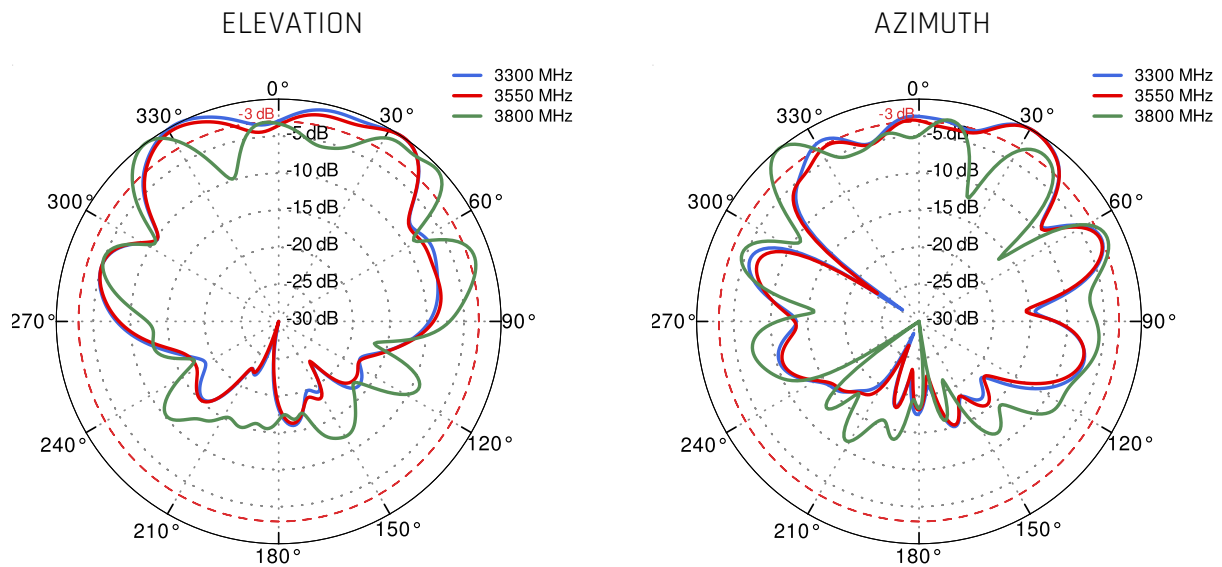 ELEVATION
3300 MHz
3550 MHz
3800 MHz
0°
330°
30°
-3 dB
-5 dB
-10 dB
-15 dB
-20 dB
-25 dB
-30 dB
300°
60°
270°
90°
240°
120°
210°
150°
180°
AZIMUTH
3300 MHz
3550 MHz
3800 MHz
0°
330°
30°
-3 dB
-5 dB
-10 dB
-15 dB
-20 dB
-25 dB
-30 dB
300°
60°
270°
90°
240°
120°
210°
150°
180°